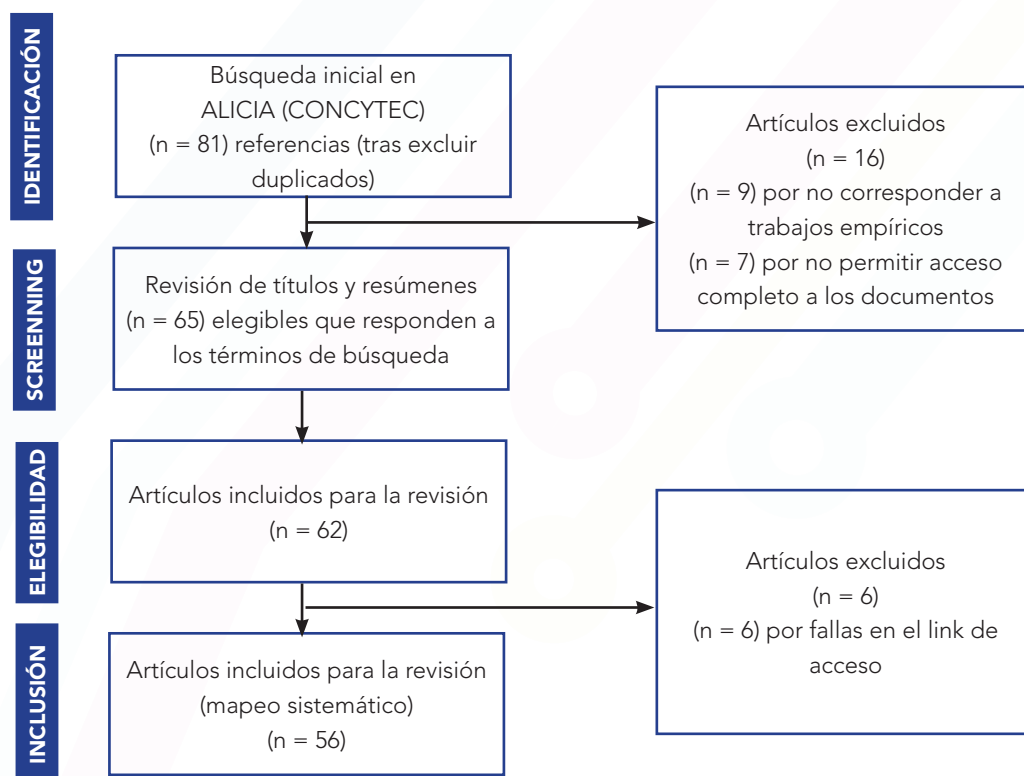 IDENTIFICACIÓN
Búsqueda inicial en
ALICIA (CONCYTEC)
(n = 81) referencias (tras excluir
duplicados)
Artículos excluidos
(n = 16)
(n = 9) por no corresponder a
trabajos empíricos
(n = 7) por no permitir acceso
completo a los documentos
SCREENNING
Revisión de títulos y resúmenes
(n = 65) elegibles que responden a
los términos de búsqueda
ELEGIBILIDAD
Artículos incluidos para la revisión
(n = 62)
Artículos excluidos
(n = 6)
(n = 6) por fallas en el link de
acceso
INCLUSIÓN
Artículos incluidos para la revisión
(mapeo sistemático)
(n = 56)